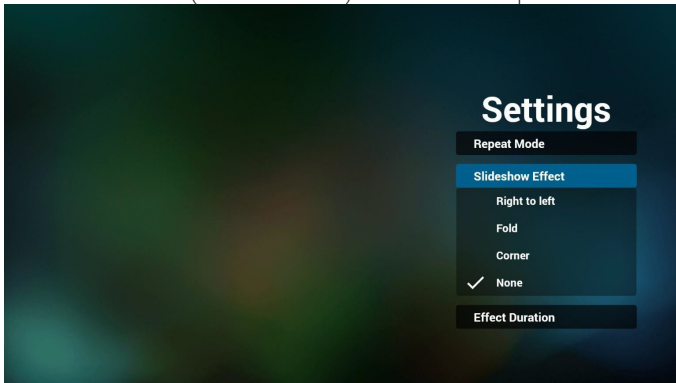 Settings
Repeat Mode
Slideshow Effect
Right to left
Fold
Corner
None
Effect Duration